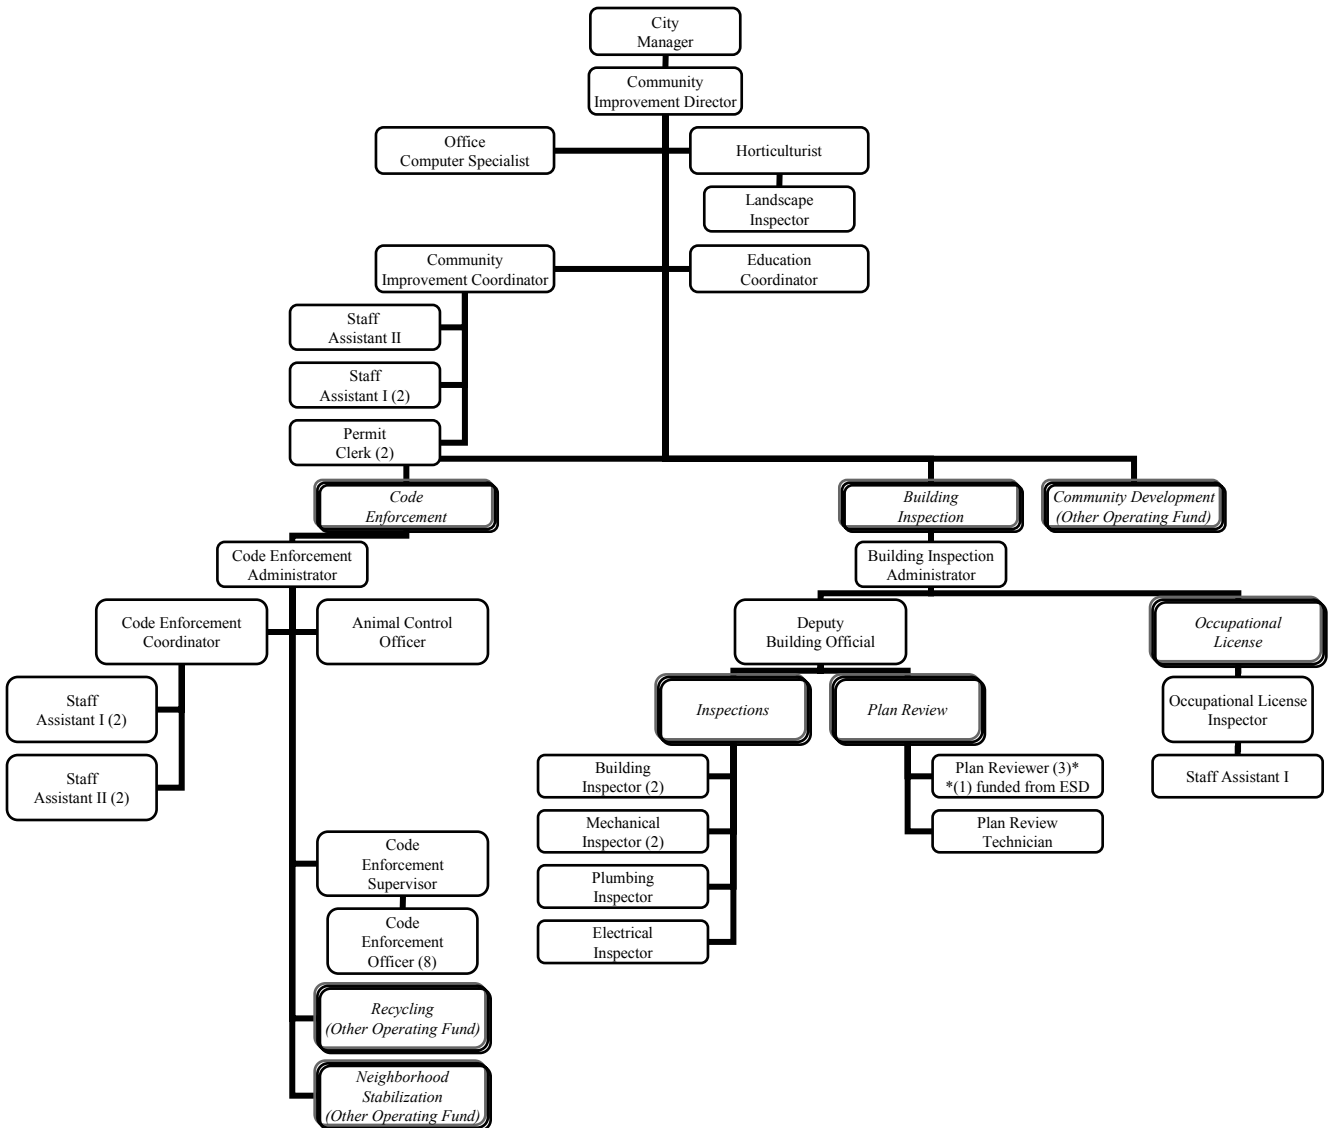 City
Manager
Community
Improvement Director
Office
Computer Specialist
Horticulturist
Landscape
Inspector
Community
Improvement Coordinator
Education
Coordinator
Staff
Assistant II
Staff
Assistant I (2)
Permit
Clerk (2)
Code
Enforcement
Building
Inspection
Community Development
(Other Operating Fund)
Code Enforcement
Administrator
Building Inspection
Administrator
Code Enforcement
Coordinator
Animal Control
Officer
Deputy
Building Official
Occupational
License
Staff
Assistant I (2)
Staff
Assistant II (2)
Inspections
Plan Review
Occupational License
Inspector
Building
Inspector (2)
Plan Reviewer (3)*
*(1) funded from ESD
Staff Assistant I
Mechanical
Inspector (2)
Plan Review
Technician
Plumbing
Inspector
Electrical
Inspector
Code
Enforcement
Supervisor
Code
Enforcement
Officer (8)
Recycling
(Other Operating Fund)
Neighborhood
Stabilization
(Other Operating Fund)